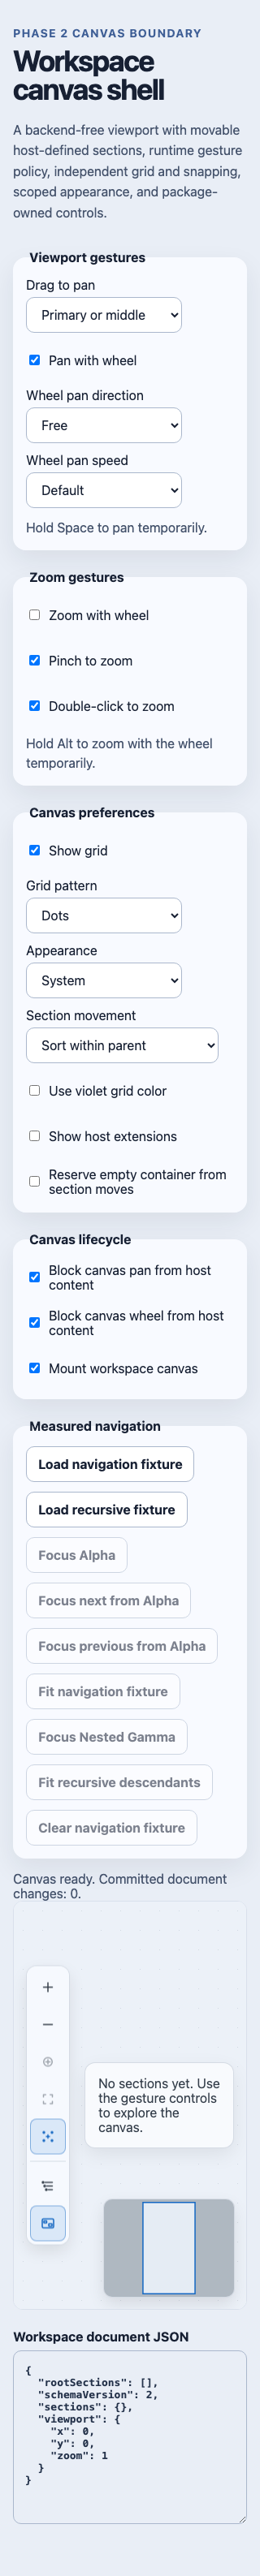 PHASE 2 CANVAS BOUNDARY
Workspace
canvas shell
A backend-free viewport with movable
host-defined sections, runtime gesture
policy, independent grid and snapping,
scoped appearance, and package-
owned controls.
Viewport gestures
Drag to pan
Primary or middle
Pan with wheel
Wheel pan direction
Free
Wheel pan speed
Default
Hold Space to pan temporarily.
Zoom gestures
Zoom with wheel
Pinch to zoom
Double-click to zoom
Hold Alt to zoom with the wheel
temporarily.
Canvas preferences
Show grid
Grid pattern
Dots
Appearance
System
Section movement
Sort within parent
Use violet grid color
Show host extensions
Reserve empty container from
section moves
Canvas lifecycle
Block canvas pan from host
content
Block canvas wheel from host
content
Mount workspace canvas
Measured navigation
Load navigation fixture
Load recursive fixture
Focus Alpha
Focus next from Alpha
Focus previous from Alpha
Fit navigation fixture
Focus Nested Gamma
Fit recursive descendants
Clear navigation fixture
Canvas ready. Committed document
changes: 0.
No sections yet. Use
the gesture controls
to explore the
canvas.
Workspace document JSON
{
  "rootSections": [],
  "schemaVersion": 2,
  "sections": {},
  "viewport": {
    "x": 0,
    "y": 0,
    "zoom": 1
  }
}